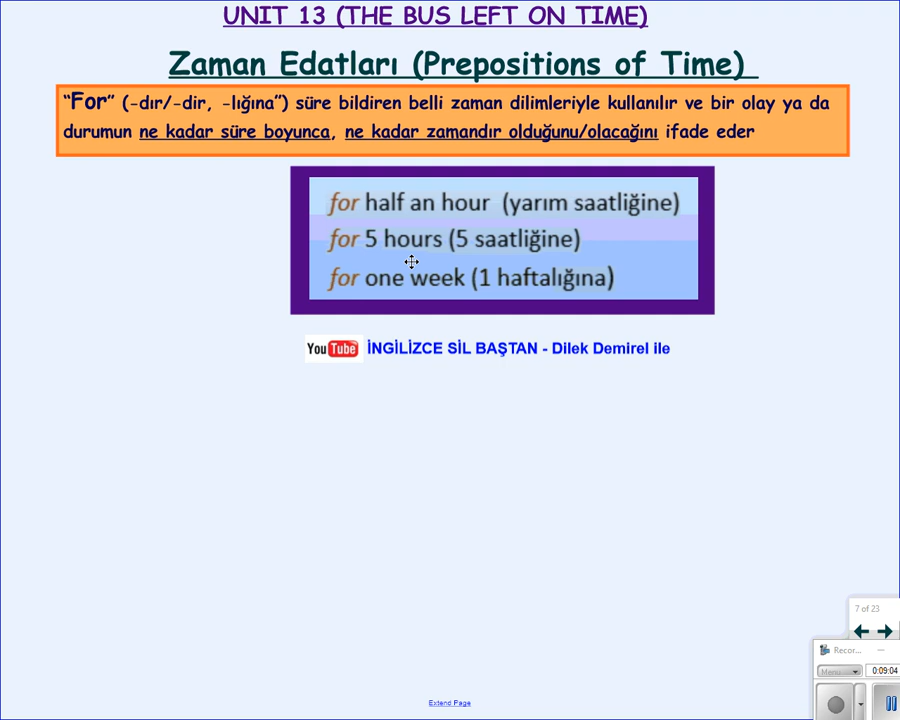 UNIT 13 (THE BUS LEFT ON TIME)
Zaman Edatları (Prepositions of Time)
“For” (-dır/-dir, -lığına”) süre bildiren belli zaman dilimleriyle kullanılır ve bir olay ya da
durumun ne kadar süre boyunca, ne kadar zamandır olduğunu/olacağını ifade eder
for half an hour (yarım saatliğine)
for 5 hours (5 saatliğine)
for one week (1 haftalığına)
YouTube İNGİLİZCE SİL BAŞTAN - Dilek Demirel ile
7 of 23
Recor...
Menu
0:09:04
Extend Page